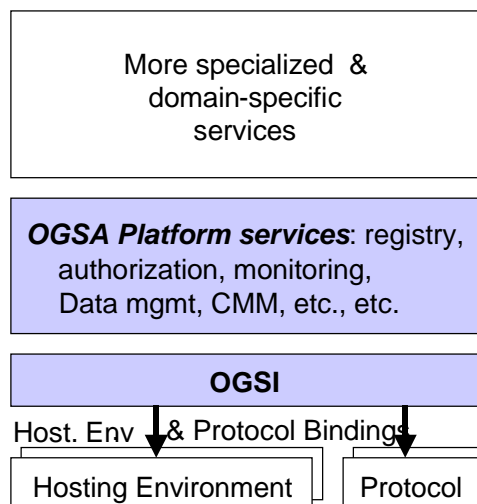 More specialized &
domain-specific
services
OGSA Platform services: registry,
authorization, monitoring,
Data mgmt, CMM, etc., etc.
OGSI
Host. Env & Protocol Bindings
Hosting Environment
Protocol